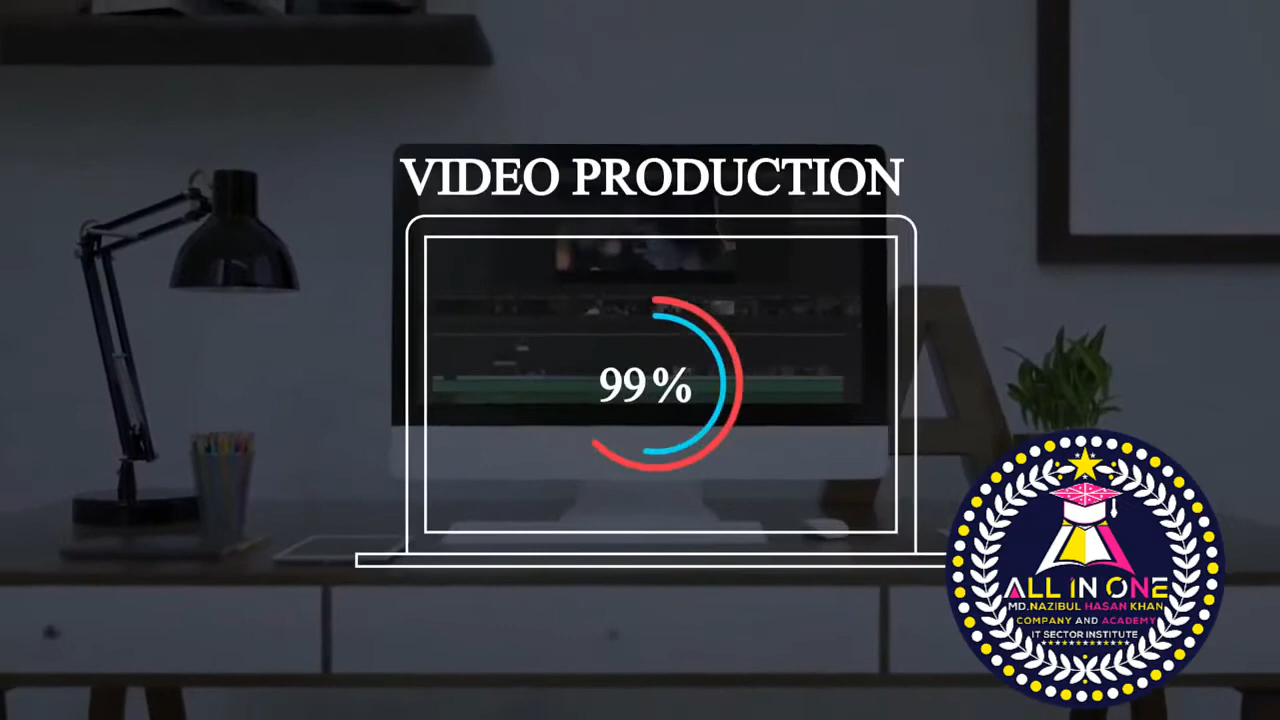 VIDEO PRODUCTION
99%
ALL IN ONE
MD.NAZIBUL HASAN KHAN
COMPANY AND ACADEMY
IT SECTOR INSTITUTE